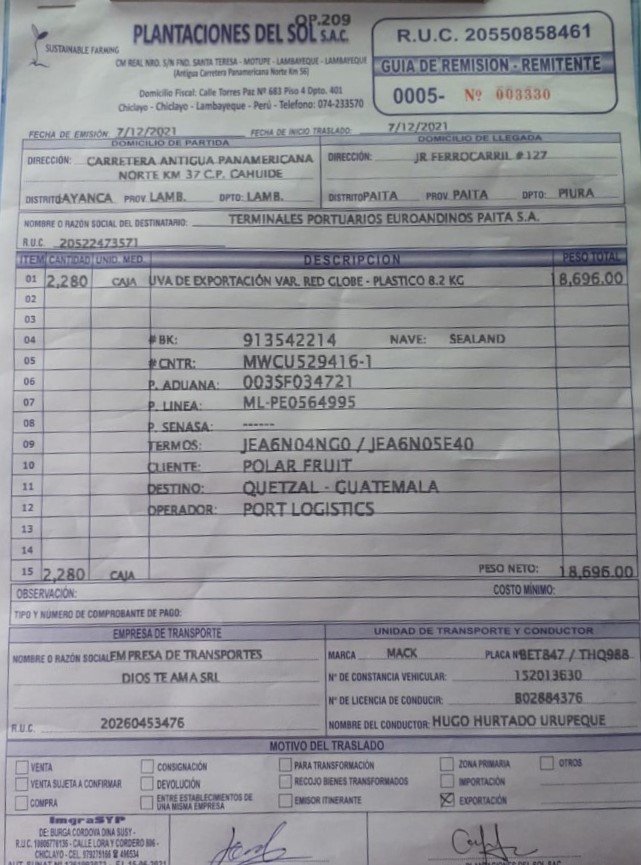 OP.209
SUSTAINABLE FARMING
PLANTACIONES DEL SOL S.A.C.
CM REAL NRO. S/N FND. SANTA TERESA - MOTUPE - LAMBAYEQUE - LAMBAYEQUE
(Antigua Carretera Panamericana Norte Km 56)
Domicilio Fiscal: Calle Torres Paz Nº 683 Piso 4 Dpto. 401
Chiclayo - Chiclayo - Lambayeque - Perú - Telefono: 074-233570
R.U.C. 20550858461
GUIA DE REMISION - REMITENTE
0005- Nº 003330
FECHA DE EMISIÓN: 7/12/2021 FECHA DE INICIO TRASLADO: 7/12/2021
DOMICILIO DE PARTIDA DOMICILIO DE LLEGADA
DIRECCIÓN: CARRETERA ANTIGUA PANAMERICANA DIRECCIÓN: JR FERROCARRIL #127
NORTE KM 37 C.P. CAHUIDE
DISTRITO JAYANCA PROV. LAMB. DPTO: LAMB. DISTRITO PAITA PROV. PAITA DPTO: PIURA
NOMBRE O RAZÓN SOCIAL DEL DESTINATARIO: TERMINALES PORTUARIOS EUROANDINOS PAITA S.A.
R.U.C. 20522473571
ITEM CANTIDAD UNID. MED. DESCRIPCION PESO TOTAL
01 2,280 CAJA UVA DE EXPORTACIÓN VAR. RED GLOBE - PLASTICO 8.2 KG 18,696.00
02
03
04 # BK: 913542214 NAVE: SEALAND
05 # CNTR: MWCU529416-1
06 P. ADUANA: 003SF034721
07 P. LINEA: ML-PE0564995
08 P. SENASA: ------
09 TERMOS: JEA6N04NG0 / JEA6N05E40
10 CLIENTE: POLAR FRUIT
11 DESTINO: QUETZAL - GUATEMALA
12 OPERADOR: PORT LOGISTICS
13
14
15 2,280 CAJA PESO NETO: 18,696.00
OBSERVACIÓN: COSTO MÍNIMO:
TIPO Y NÚMERO DE COMPROBANTE DE PAGO:
EMPRESA DE TRANSPORTE UNIDAD DE TRANSPORTE Y CONDUCTOR
NOMBRE O RAZÓN SOCIAL EMPRESA DE TRANSPORTES MARCA MACK PLACA Nº BET847 / THQ988
DIOS TE AMA SRL Nº DE CONSTANCIA VEHICULAR: 152013630
Nº DE LICENCIA DE CONDUCIR: B02884376
R.U.C. 20260453476 NOMBRE DEL CONDUCTOR: HUGO HURTADO URUPEQUE
MOTIVO DEL TRASLADO
VENTA CONSIGNACIÓN PARA TRANSFORMACIÓN ZONA PRIMARIA OTROS
VENTA SUJETA A CONFIRMAR DEVOLUCIÓN RECOJO BIENES TRANSFORMADOS IMPORTACIÓN
COMPRA ENTRE ESTABLECIMIENTOS DE UNA MISMA EMPRESA EMISOR ITINERANTE EXPORTACIÓN
ImgraSYP
DE: BURGA CORDOVA DINA SUSY -
CALLE LORA Y CORDERO
CHICLAYO - CEL.